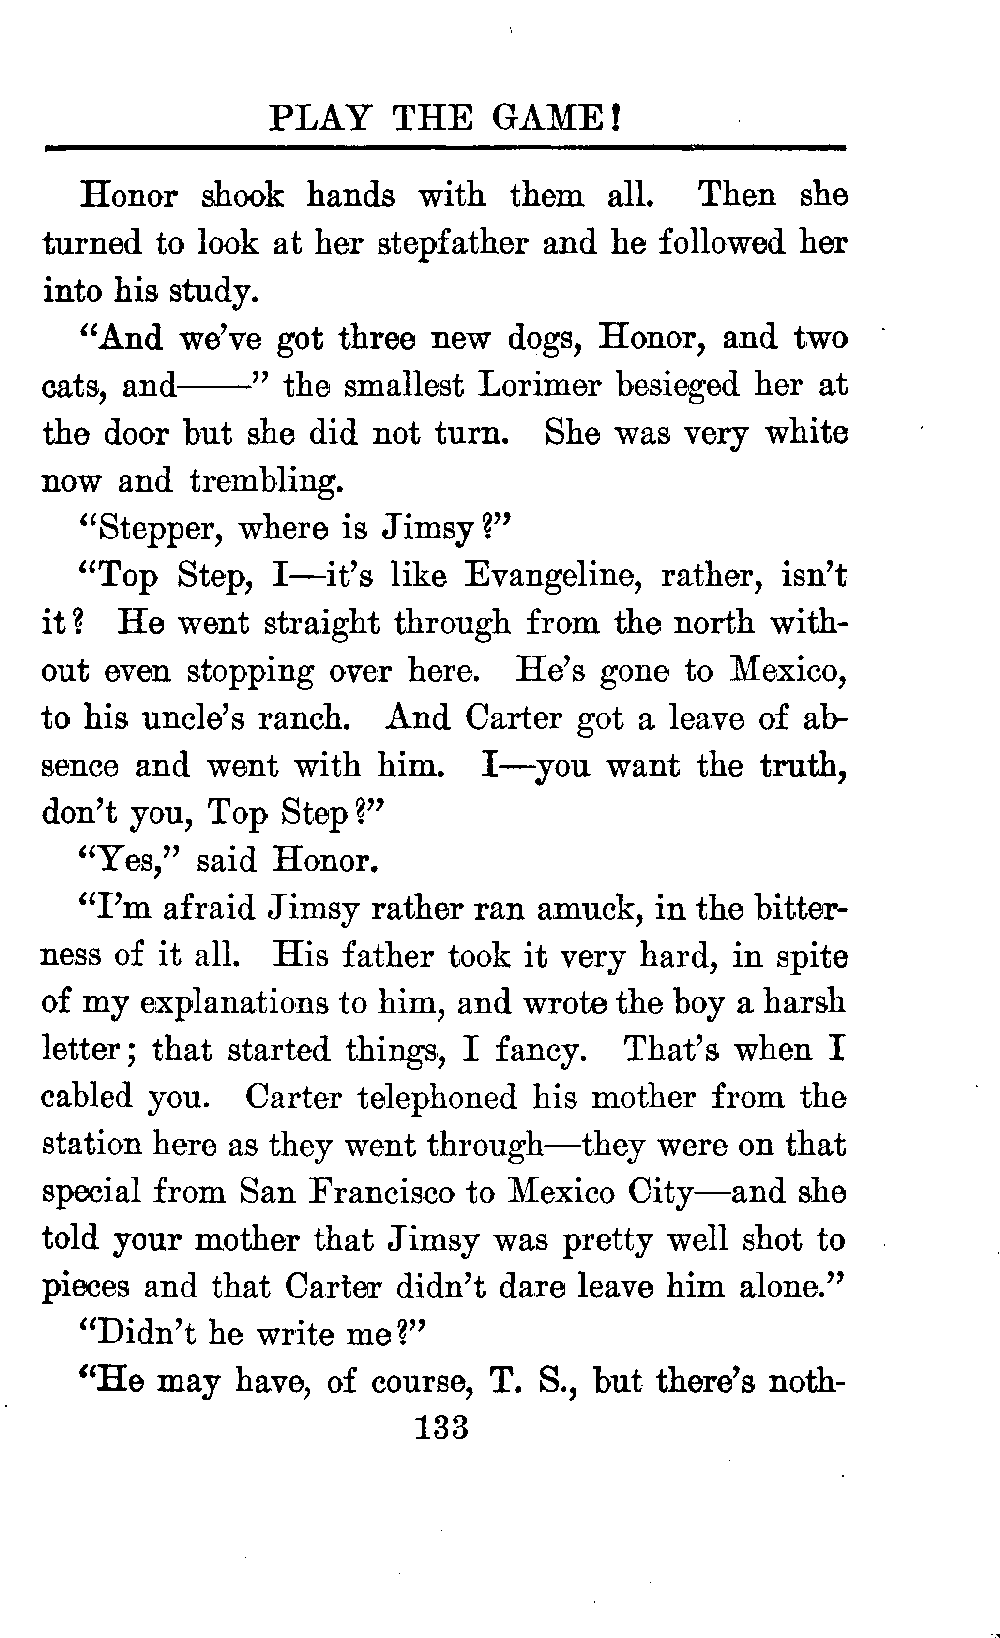 PLAY THE GAME!
Honor shook hands with them all. Then she
turned to look at her stepfather and he followed her
into his study.
“And we’ve got three new dogs, Honor, and two
cats, and——” the smallest Lorimer besieged her at
the door but she did not turn. She was very white
now and trembling.
“Stepper, where is Jimsy?”
“Top Step, I—it’s like Evangeline, rather, isn’t
it? He went straight through from the north with-
out even stopping over here. He’s gone to Mexico,
to his uncle’s ranch. And Carter got a leave of ab-
sence and went with him. I—you want the truth,
don’t you, Top Step?”
“Yes,” said Honor.
“I’m afraid Jimsy rather ran amuck, in the bitter-
ness of it all. His father took it very hard, in spite
of my explanations to him, and wrote the boy a harsh
letter; that started things, I fancy. That’s when I
cabled you. Carter telephoned his mother from the
station here as they went through—they were on that
special from San Francisco to Mexico City—and she
told your mother that Jimsy was pretty well shot to
pieces and that Carter didn’t dare leave him alone.”
“Didn’t he write me?”
“He may have, of course, T. S., but there’s noth-
133